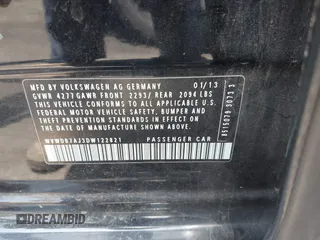 MFD BY VOLKSWAGEN AG GERMANY 01/13
GVWR 4277 GAWR FRONT 2293/ REAR 2094 LBS
THIS VEHICLE CONFORMS TO ALL APPLICABLE U.S.
FEDERAL MOTOR VEHICLE SAFETY, BUMPER AND
THEFT PREVENTION STANDARDS IN EFFECT ON THE
DATE OF MANUFACTURE SHOWN ABOVE.
PASSENGER CAR
DREAMBID